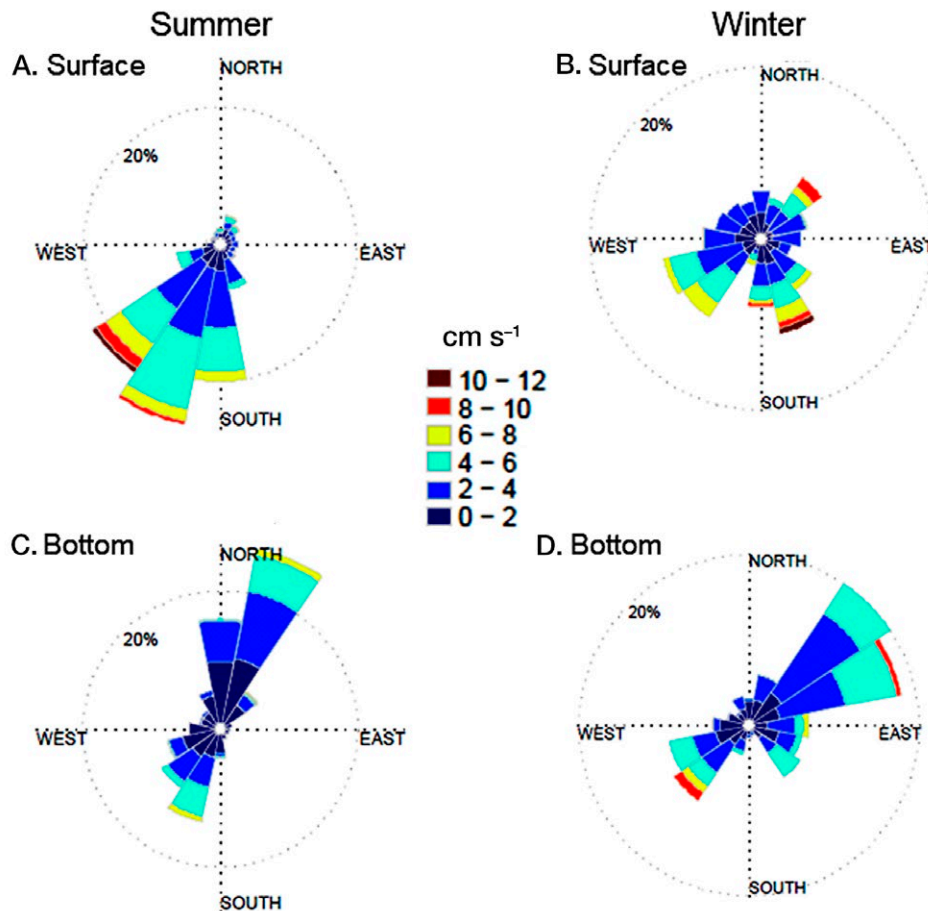 Summer
Winter
A. Surface
B. Surface
NORTH
NORTH
20%
20%
WEST
EAST
WEST
EAST
SOUTH
SOUTH
cm s⁻¹
10 – 12
8 – 10
6 – 8
4 – 6
2 – 4
0 – 2
C. Bottom
D. Bottom
NORTH
NORTH
20%
20%
WEST
EAST
WEST
EAST
SOUTH
SOUTH